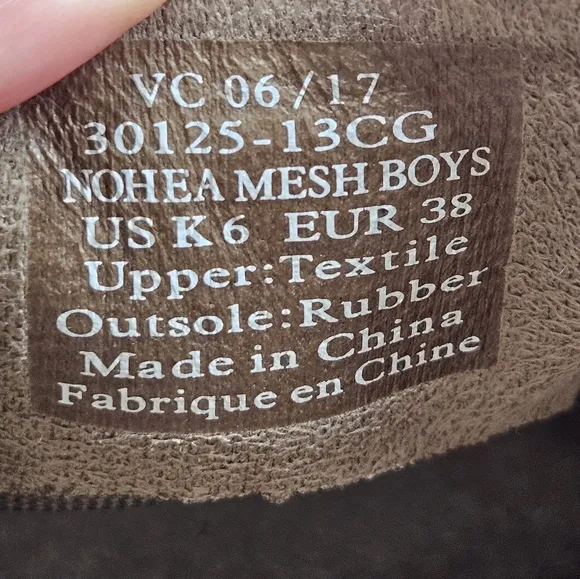 VC 06/17
30125-13CG
NOHEA MESH BOYS
US K6 EUR 38
Upper:Textile
Outsole:Rubber
Made in China
Fabrique en Chine